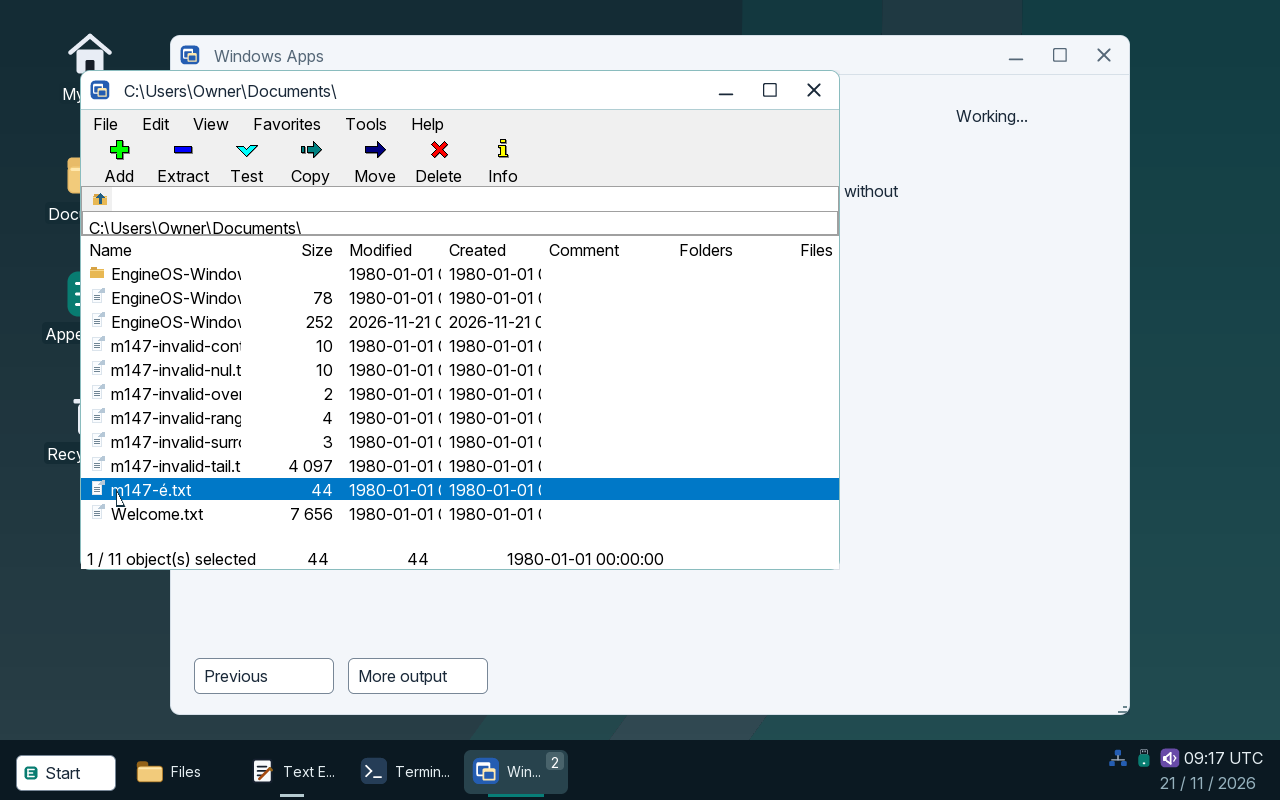 Windows Apps
C:\Users\Owner\Documents\
File Edit View Favorites Tools Help
Working...
Add Extract Test Copy Move Delete Info
without
C:\Users\Owner\Documents\
Name Size Modified Created Comment Folders Files
EngineOS-Window 1980-01-01 1980-01-01
EngineOS-Window 78 1980-01-01 1980-01-01
EngineOS-Window 252 2026-11-21 2026-11-21
m147-invalid-cont 10 1980-01-01 1980-01-01
m147-invalid-nul.t 10 1980-01-01 1980-01-01
m147-invalid-over 2 1980-01-01 1980-01-01
m147-invalid-rang 4 1980-01-01 1980-01-01
m147-invalid-surro 3 1980-01-01 1980-01-01
m147-invalid-tail.t 4 097 1980-01-01 1980-01-01
m147-é.txt 44 1980-01-01 1980-01-01
Welcome.txt 7 656 1980-01-01 1980-01-01
1 / 11 object(s) selected 44 44 1980-01-01 00:00:00
Previous More output
Start Files Text E... Termin... Win... 2
09:17 UTC
21 / 11 / 2026